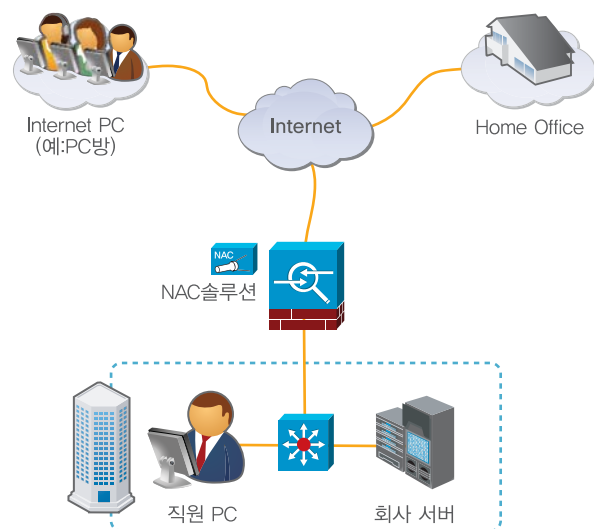 Internet PC
(예:PC방)
Internet
Home Office
NAC
NAC솔루션
직원 PC
회사 서버